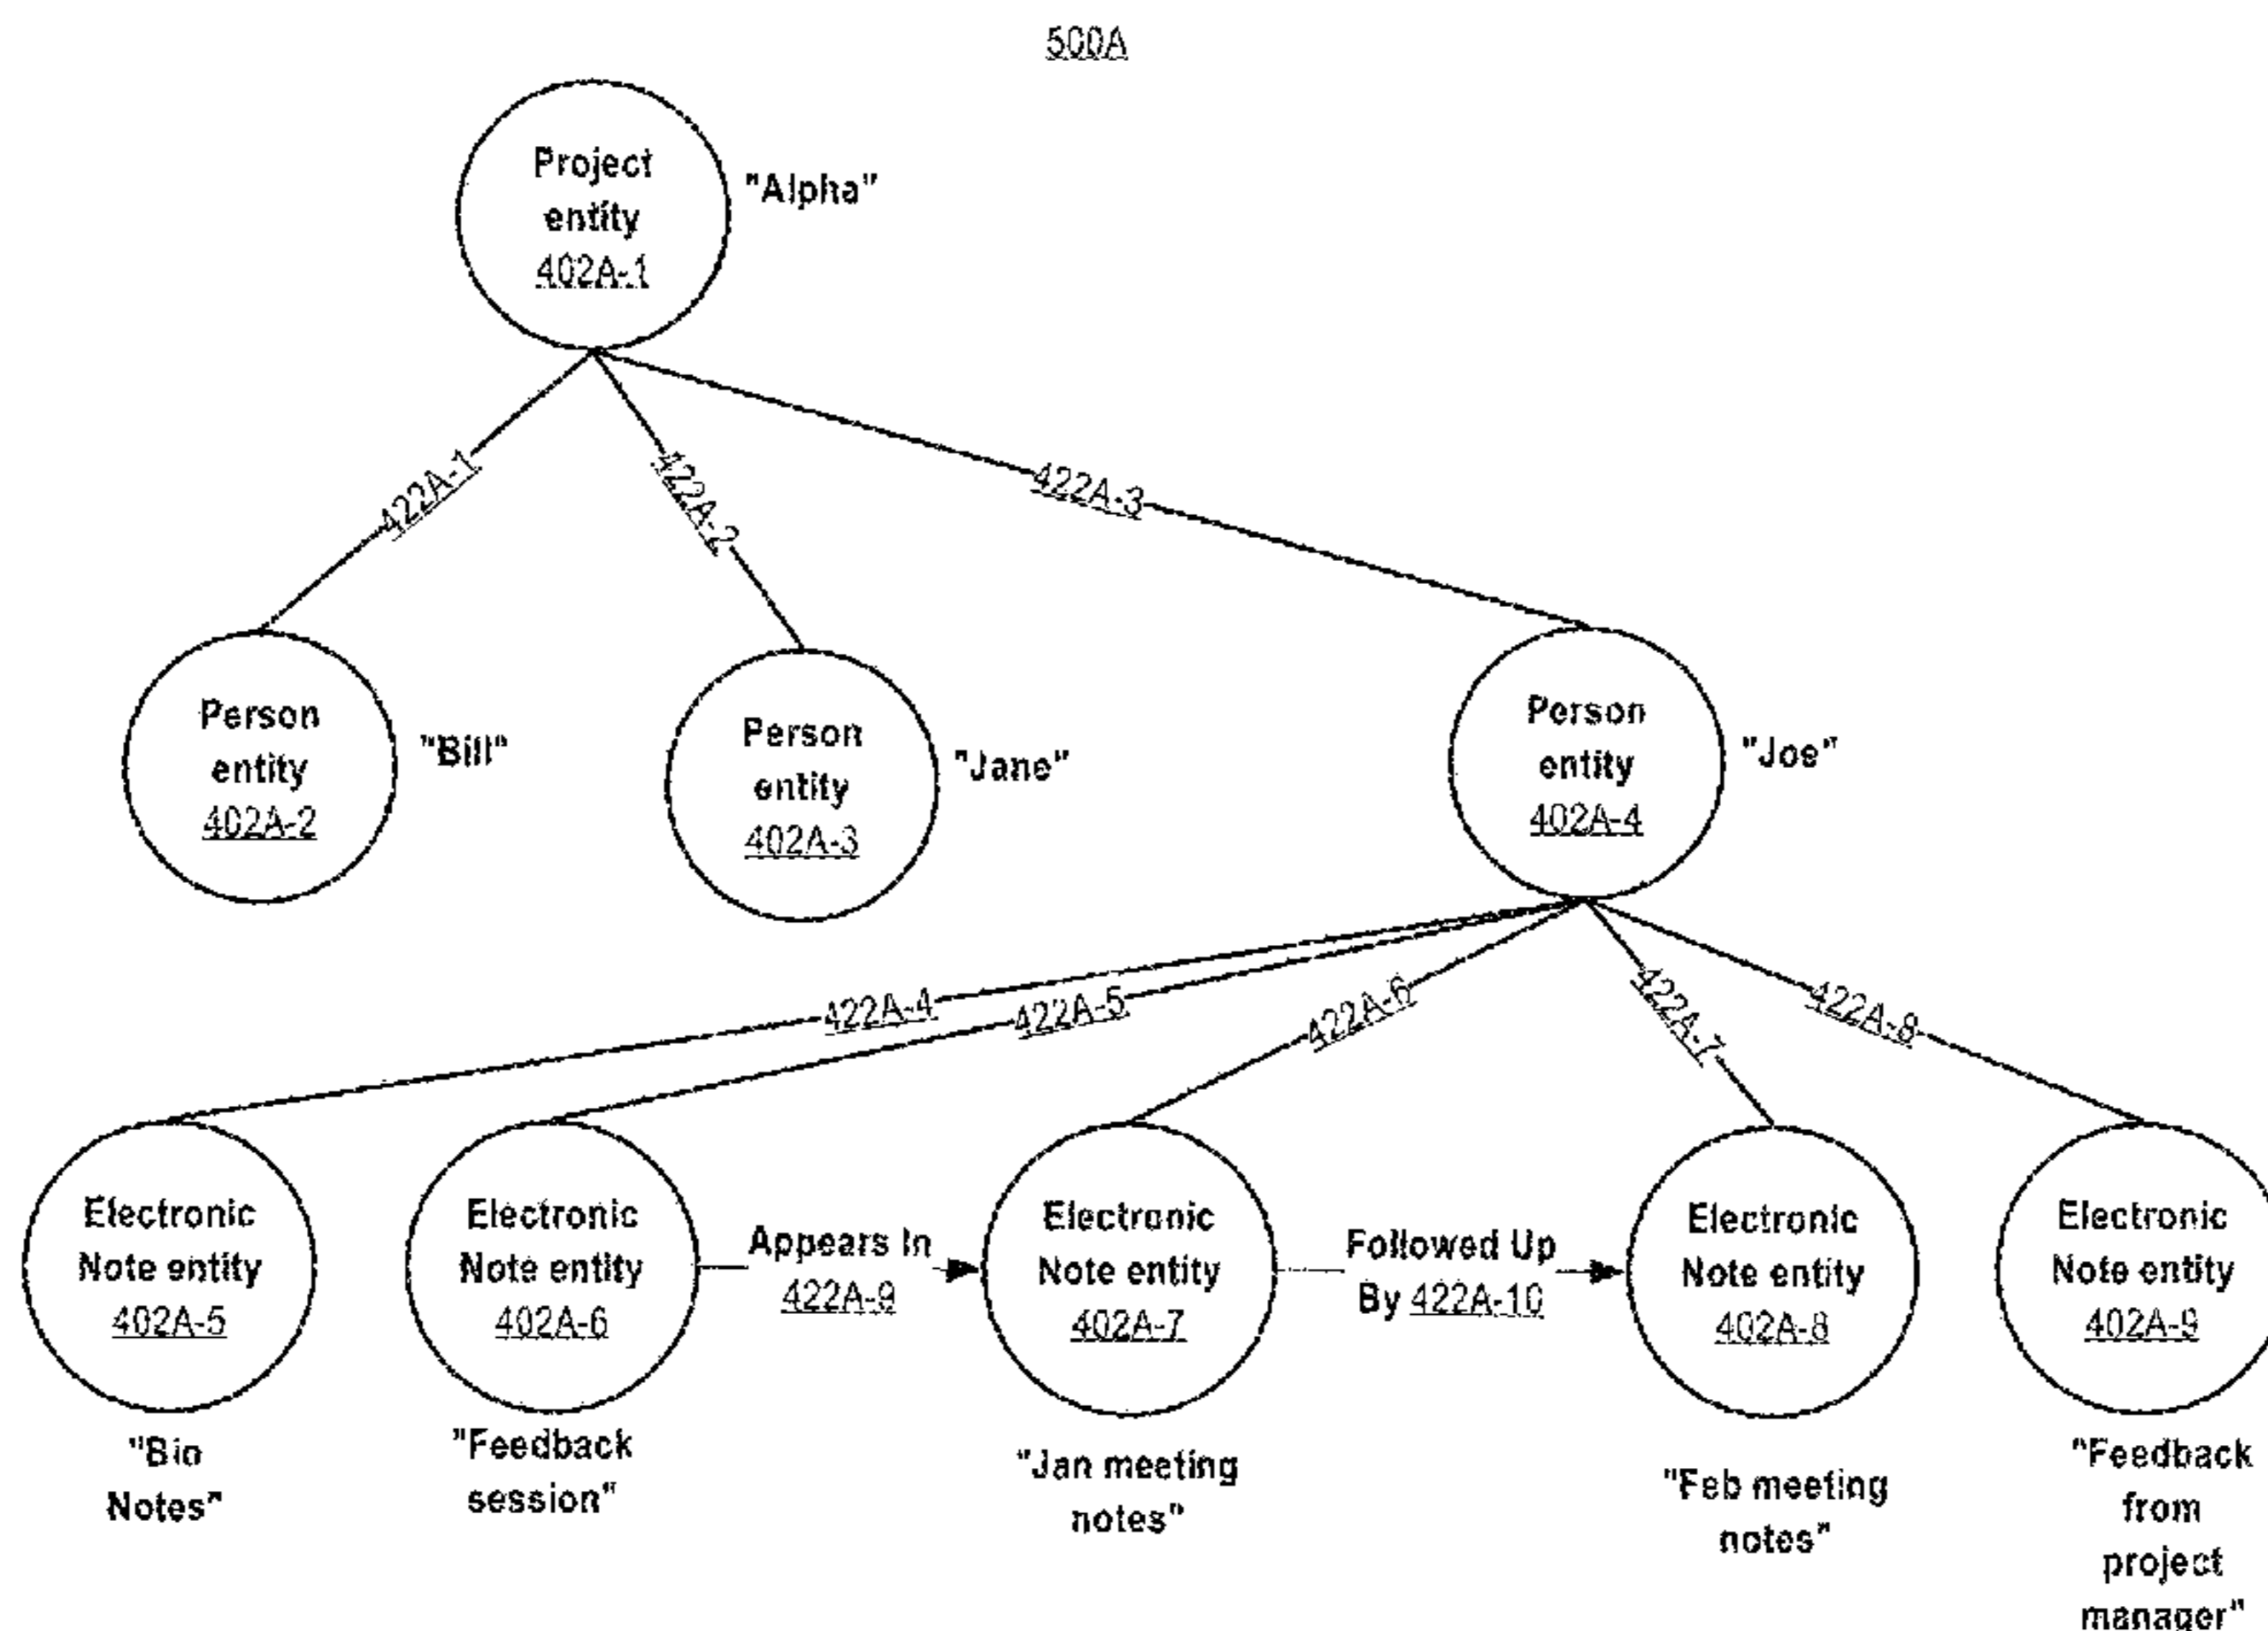 500A
Project
entity
402A-1
"Alpha"
422A-1
422A-2
422A-3
Person
entity
402A-2
"Bill"
Person
entity
402A-3
"Jane"
Person
entity
402A-4
"Joe"
422A-4
422A-5
422A-6
422A-7
422A-8
Electronic
Note entity
402A-5
"Bio
Notes"
Electronic
Note entity
402A-6
"Feedback
session"
Appears In
422A-9
Electronic
Note entity
402A-7
"Jan meeting
notes"
Followed Up
By 422A-10
Electronic
Note entity
402A-8
"Feb meeting
notes"
Electronic
Note entity
402A-9
"Feedback
from
project
manager"